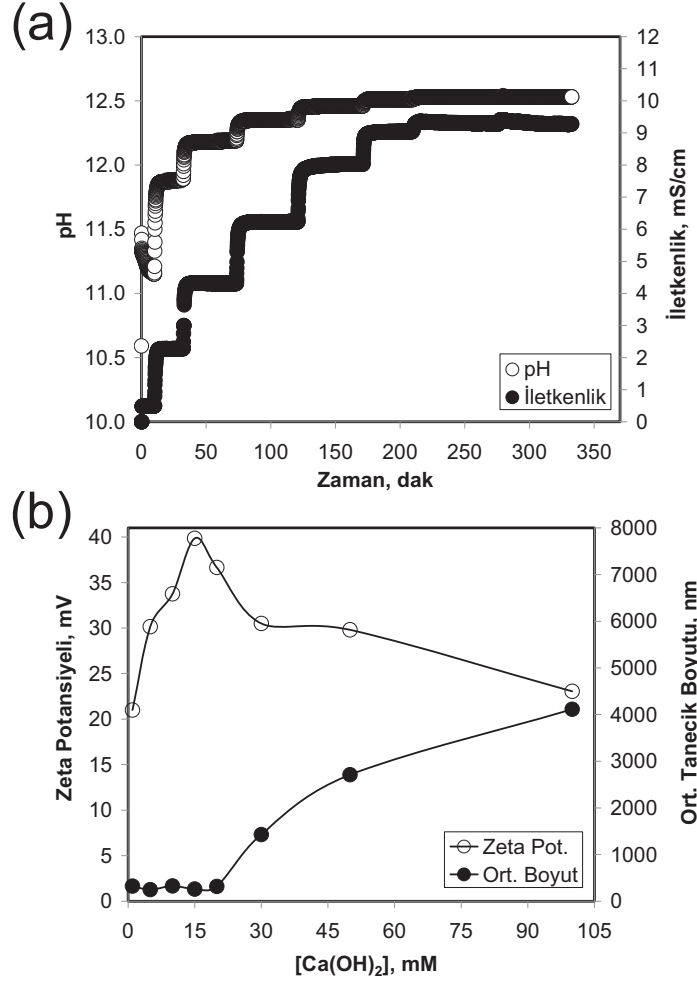 (a)
13.0
12.5
12.0
11.5
11.0
10.5
10.0
pH
12
11
10
9
8
7
6
5
4
3
2
1
0
İletkenlik, mS/cm
pH
İletkenlik
0 50 100 150 200 250 300 350
Zaman, dak
(b)
40
35
30
25
20
15
10
5
0
Zeta Potansiyeli, mV
8000
7000
6000
5000
4000
3000
2000
1000
0
Ort. Tanecik Boyutu, nm
Zeta Pot.
Ort. Boyut
0 15 30 45 60 75 90 105
[Ca(OH)₂], mM